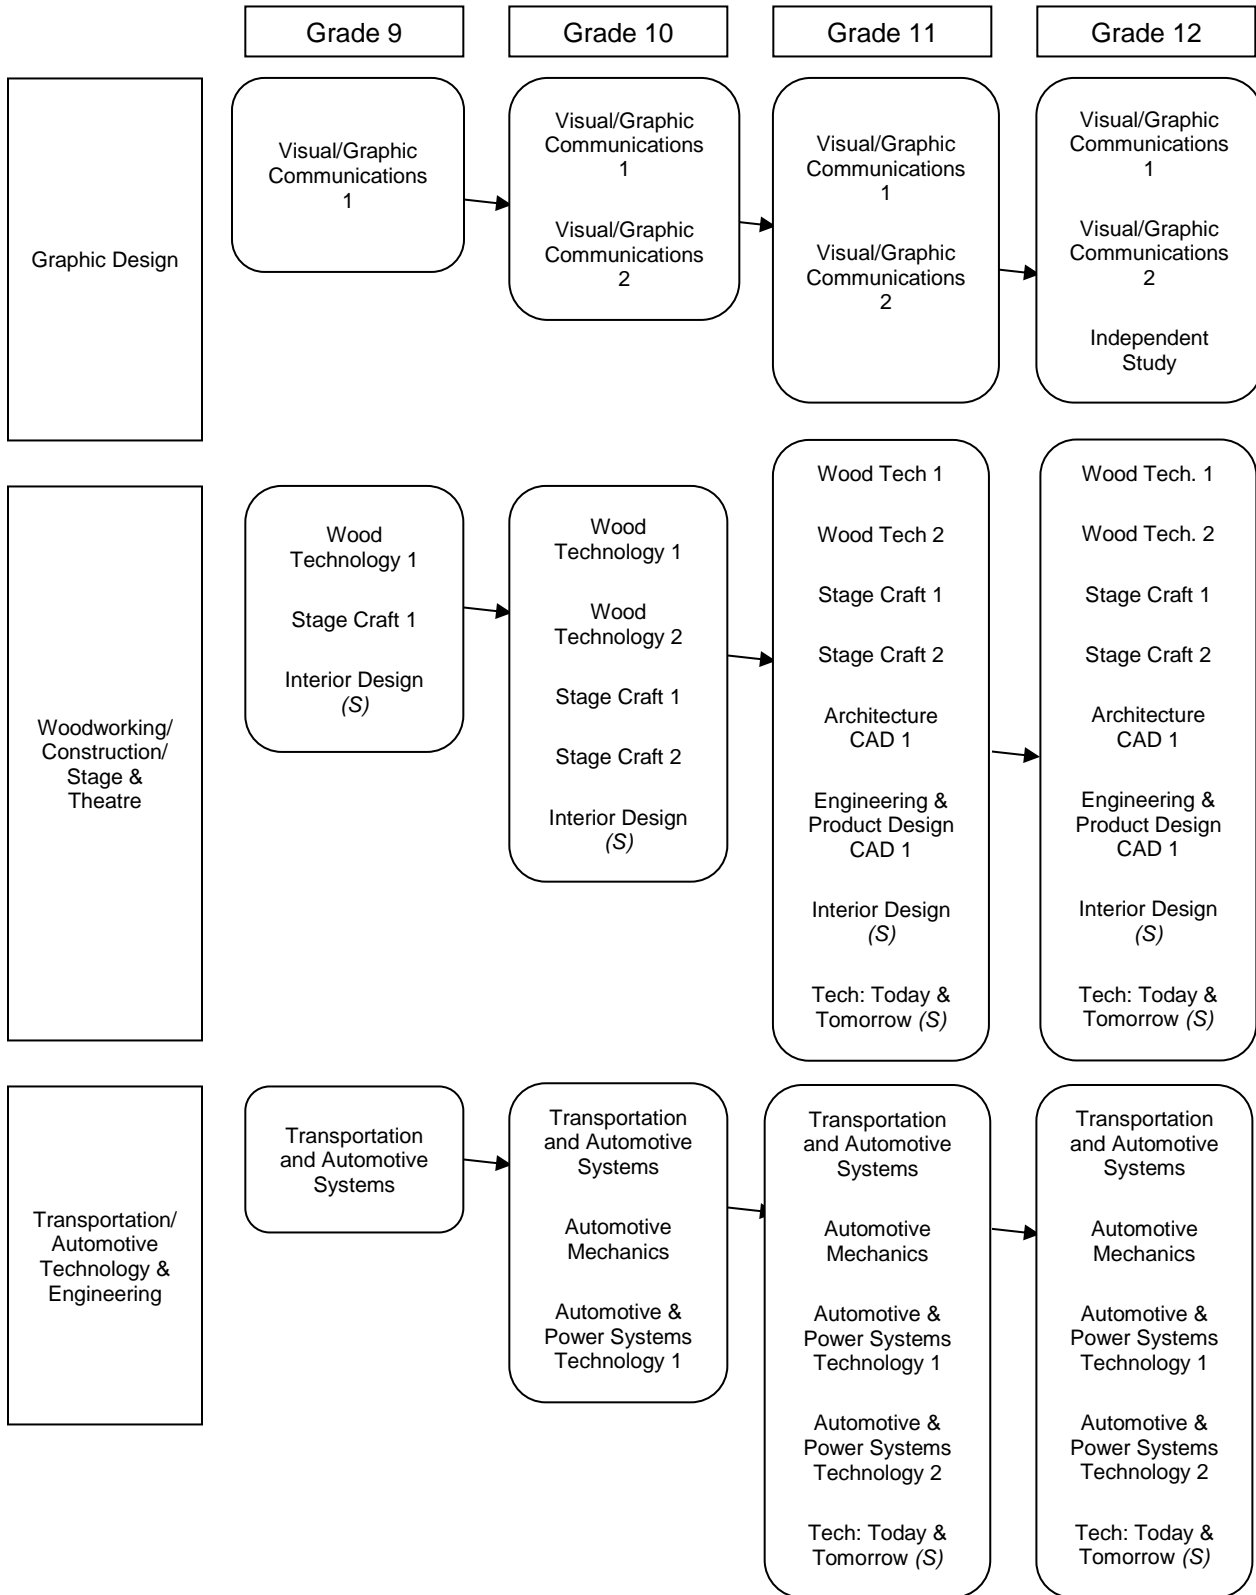 Grade 9
Grade 10
Grade 11
Grade 12
Graphic Design
Visual/Graphic
Communications
1
Visual/Graphic
Communications
1
Visual/Graphic
Communications
2
Visual/Graphic
Communications
1
Visual/Graphic
Communications
2
Visual/Graphic
Communications
1
Visual/Graphic
Communications
2
Independent
Study
Woodworking/
Construction/
Stage &
Theatre
Wood
Technology 1
Stage Craft 1
Interior Design
(S)
Wood
Technology 1
Wood
Technology 2
Stage Craft 1
Stage Craft 2
Interior Design
(S)
Wood Tech 1
Wood Tech 2
Stage Craft 1
Stage Craft 2
Architecture
CAD 1
Engineering &
Product Design
CAD 1
Interior Design
(S)
Tech: Today &
Tomorrow (S)
Wood Tech. 1
Wood Tech. 2
Stage Craft 1
Stage Craft 2
Architecture
CAD 1
Engineering &
Product Design
CAD 1
Interior Design
(S)
Tech: Today &
Tomorrow (S)
Transportation/
Automotive
Technology &
Engineering
Transportation
and Automotive
Systems
Transportation
and Automotive
Systems
Automotive
Mechanics
Automotive &
Power Systems
Technology 1
Transportation
and Automotive
Systems
Automotive
Mechanics
Automotive &
Power Systems
Technology 1
Automotive &
Power Systems
Technology 2
Tech: Today &
Tomorrow (S)
Transportation
and Automotive
Systems
Automotive
Mechanics
Automotive &
Power Systems
Technology 1
Automotive &
Power Systems
Technology 2
Tech: Today &
Tomorrow (S)